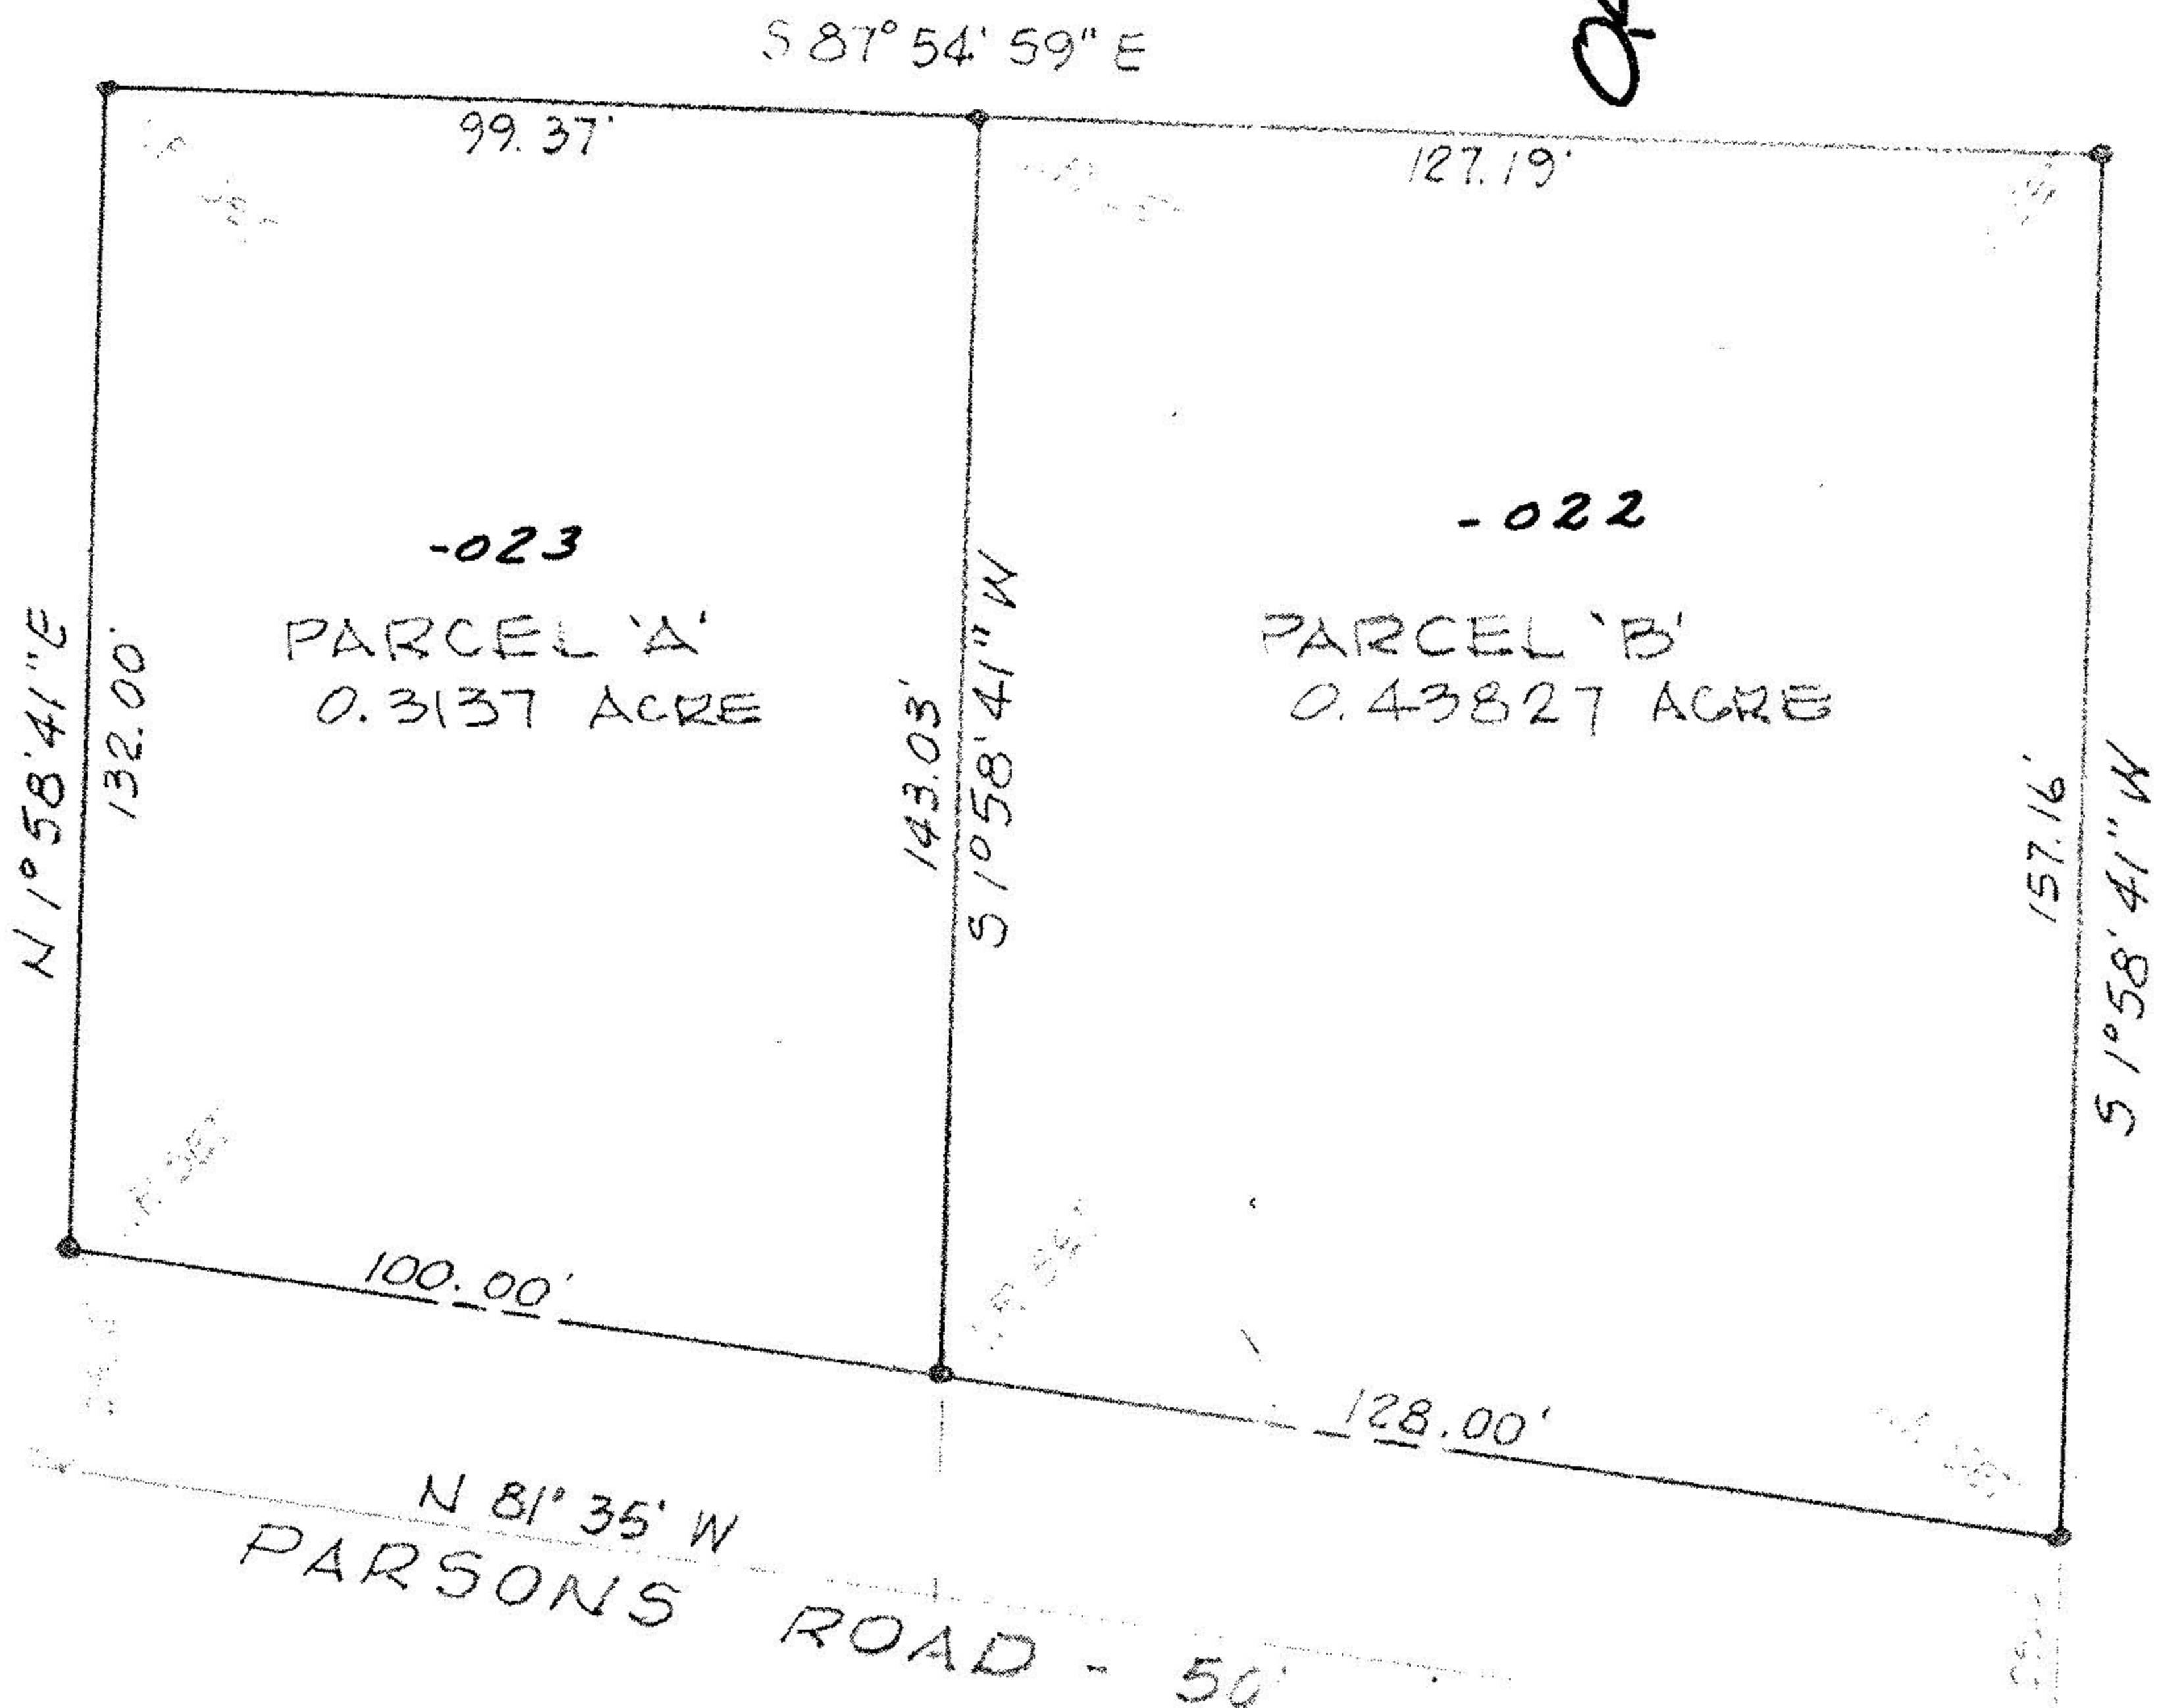 S 87° 54' 59" E
99.37'
127.19'
-023
PARCEL 'A'
0.3137 ACRE
-022
PARCEL 'B'
0.43827 ACRE
N 1° 58' 41" E
132.00'
143.03'
S 1° 58' 41" W
157.16'
S 1° 58' 41" W
100.00'
128.00'
N 81° 35' W
PARSONS ROAD - 50'